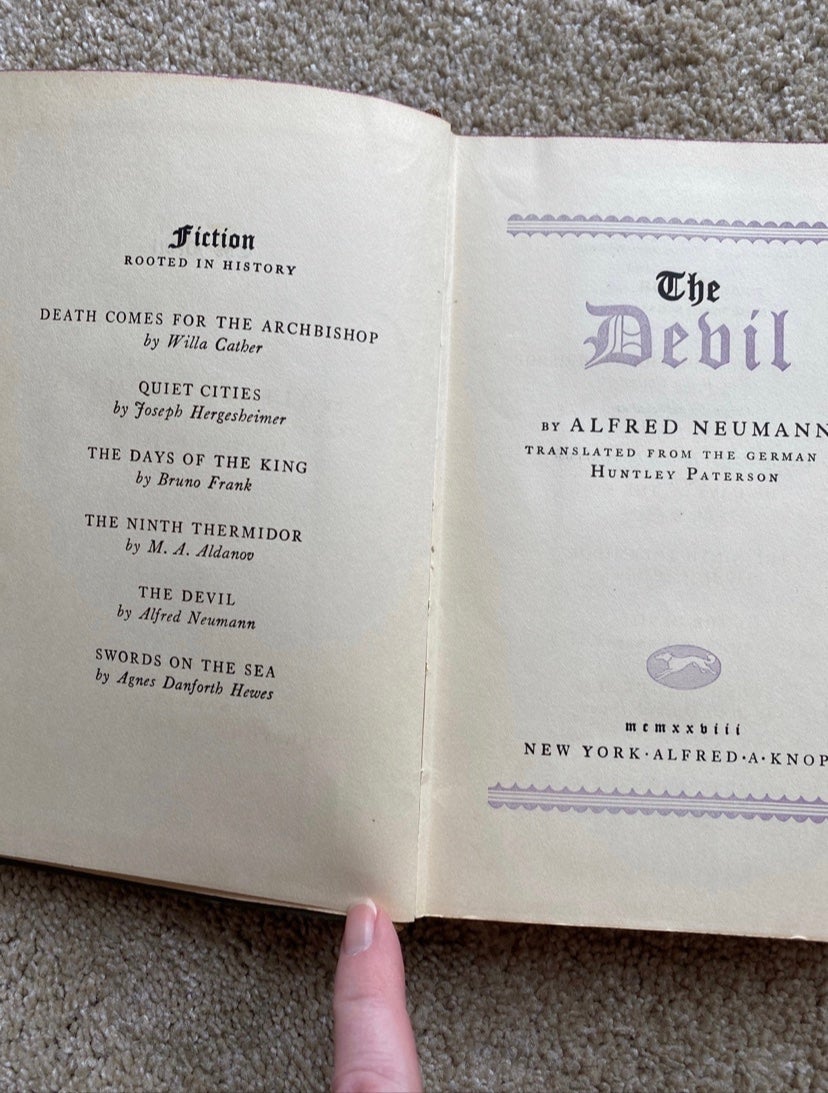 Fiction
ROOTED IN HISTORY
DEATH COMES FOR THE ARCHBISHOP
by Willa Cather
QUIET CITIES
by Joseph Hergesheimer
THE DAYS OF THE KING
by Bruno Frank
THE NINTH THERMIDOR
by M. A. Aldanov
THE DEVIL
by Alfred Neumann
SWORDS ON THE SEA
by Agnes Danforth Hewes
The
Devil
BY ALFRED NEUMANN
TRANSLATED FROM THE GERMAN
HUNTLEY PATERSON
mcmxxviii
NEW YORK · ALFRED · A · KNOP